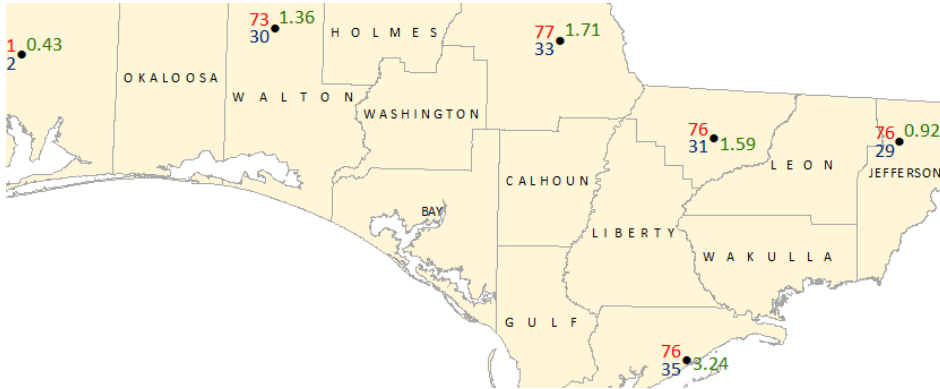 1 0.43
2
73 1.36
30
HOLMES
77 1.71
33
OKALOOSA
WALTON
WASHINGTON
76
31 1.59
76 0.92
29
LEON
JEFFERSON
CALHOUN
BAY
LIBERTY
WAKULLA
GULF
76
35 3.24